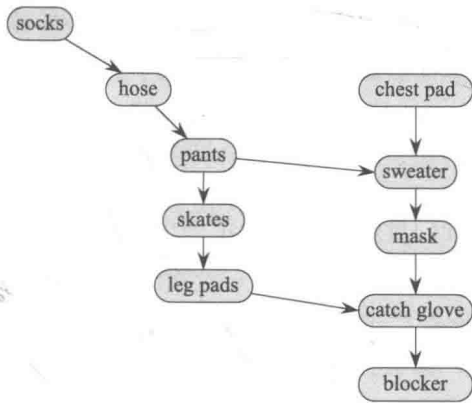 socks
hose
chest pad
pants
sweater
skates
mask
leg pads
catch glove
blocker